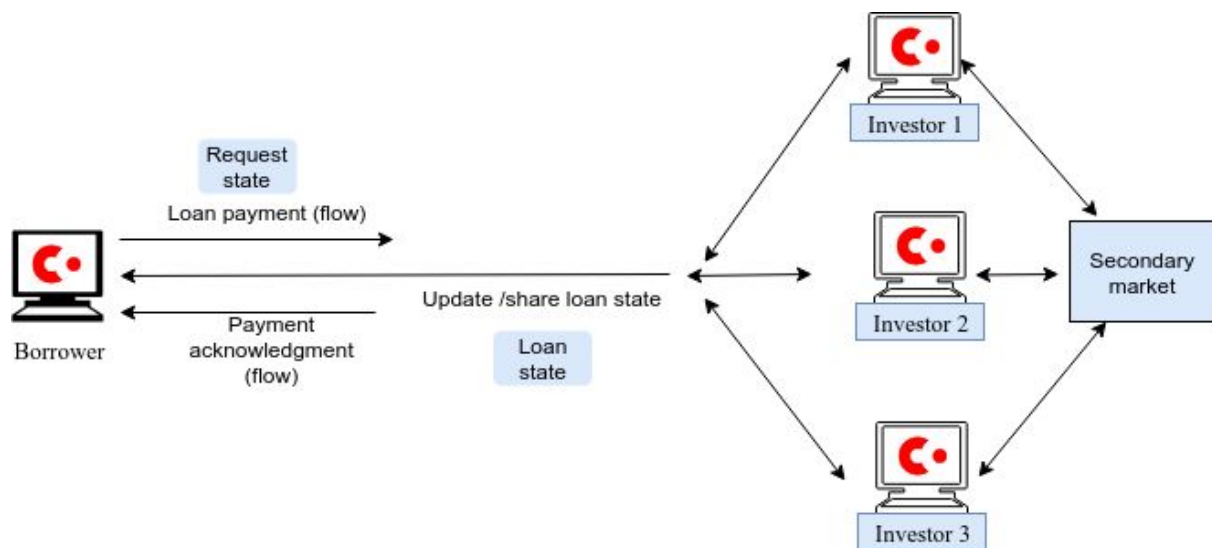 Investor 1
Request
state
Loan payment (flow)
Borrower
Update /share loan state
Payment
acknowledgment
(flow)
Loan
state
Investor 2
Secondary
market
Investor 3